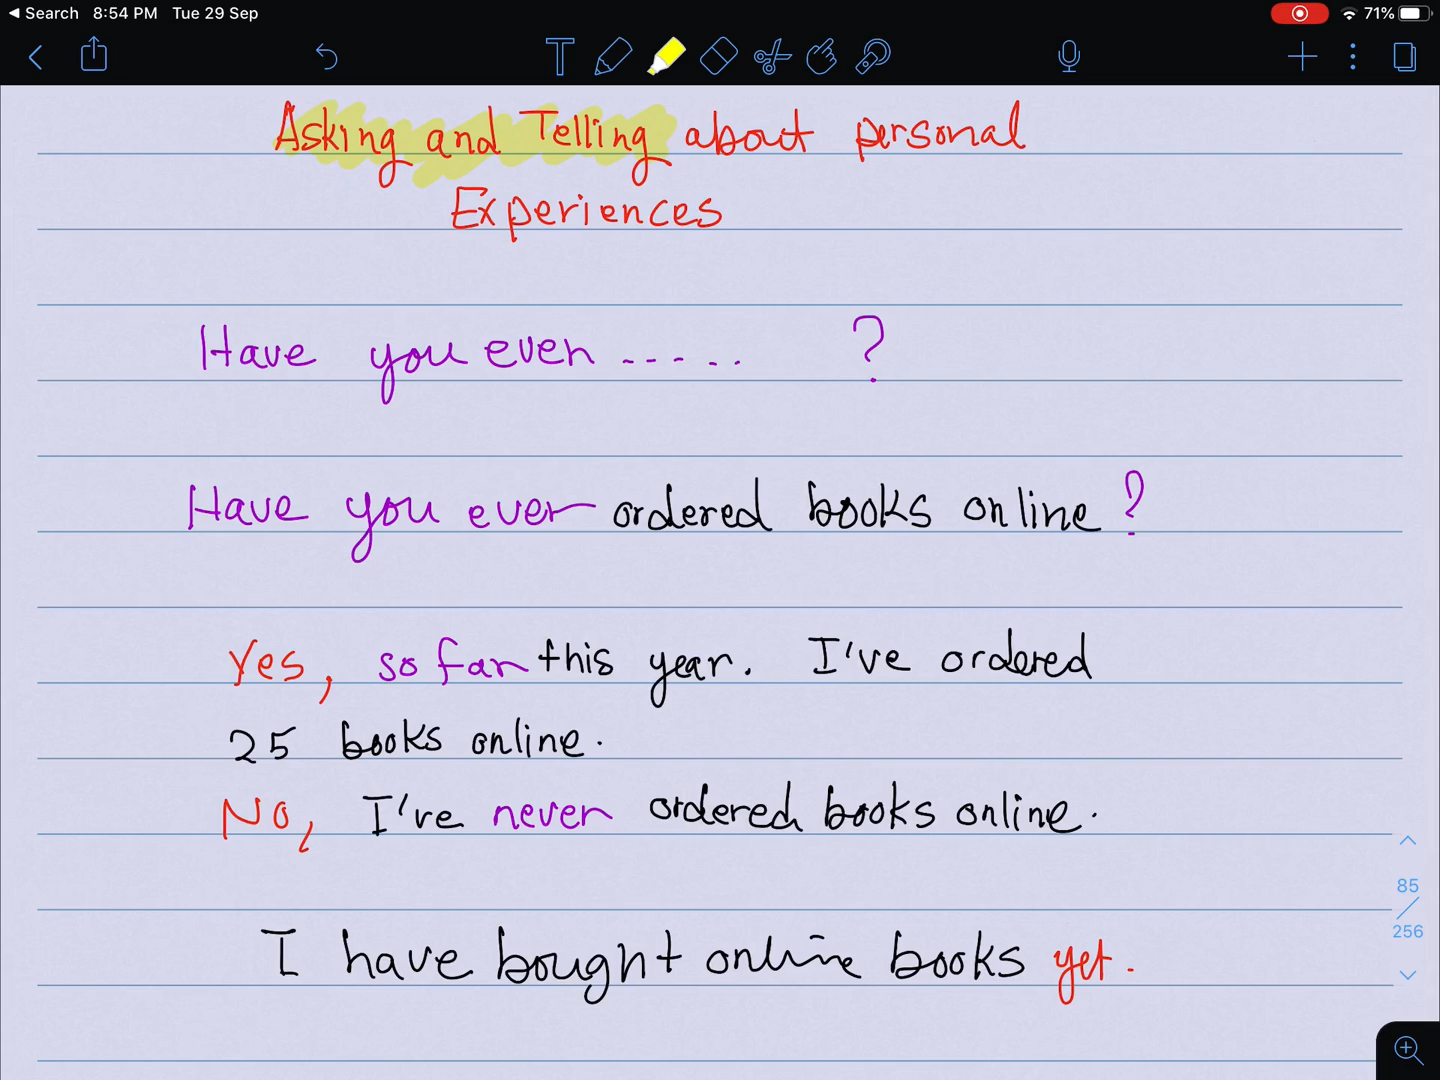 Search 8:54 PM Tue 29 Sep 71%
Asking and Telling about personal
Experiences
Have you ever ..... ?
Have you ever ordered books online?
Yes, so far this year. I've ordered
25 books online.
No, I've never ordered books online.
85
256
I have bought online books yet.